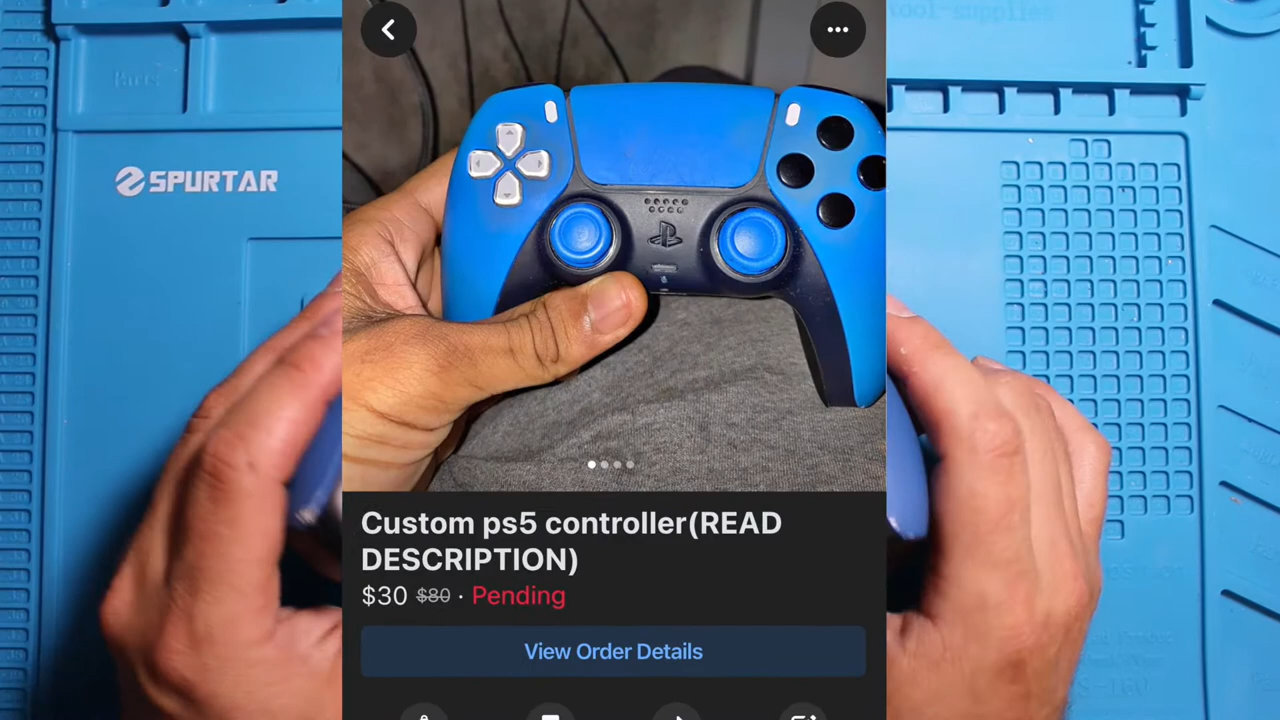 SPURTAR
Custom ps5 controller(READ
DESCRIPTION)
$30 $80 · Pending
View Order Details